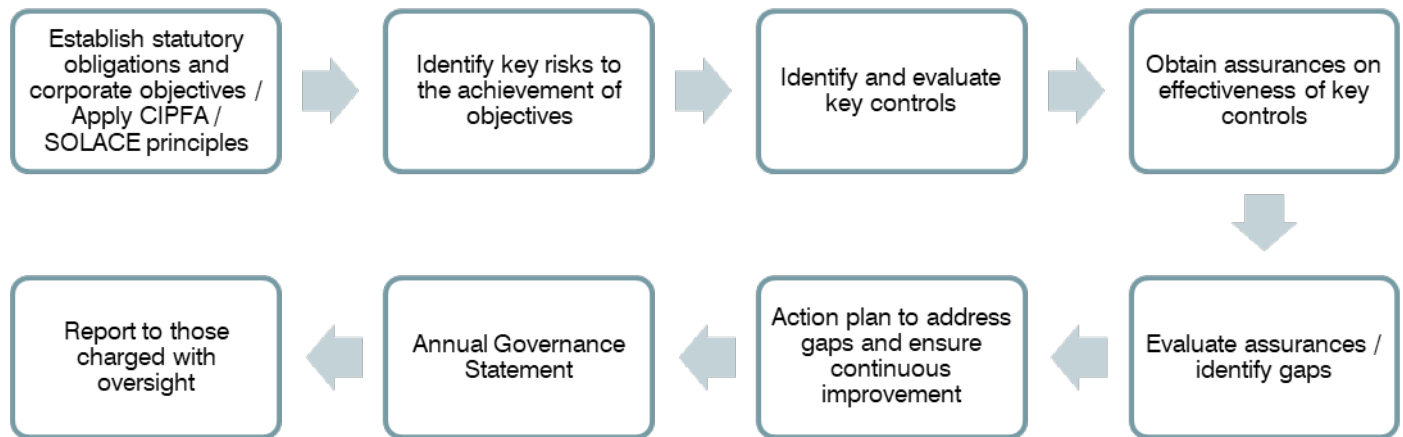 Establish statutory
obligations and
corporate objectives /
Apply CIPFA /
SOLACE principles
Identify key risks to
the achievement of
objectives
Identify and evaluate
key controls
Obtain assurances on
effectiveness of key
controls
Evaluate assurances /
identify gaps
Action plan to address
gaps and ensure
continuous
improvement
Annual Governance
Statement
Report to those
charged with
oversight